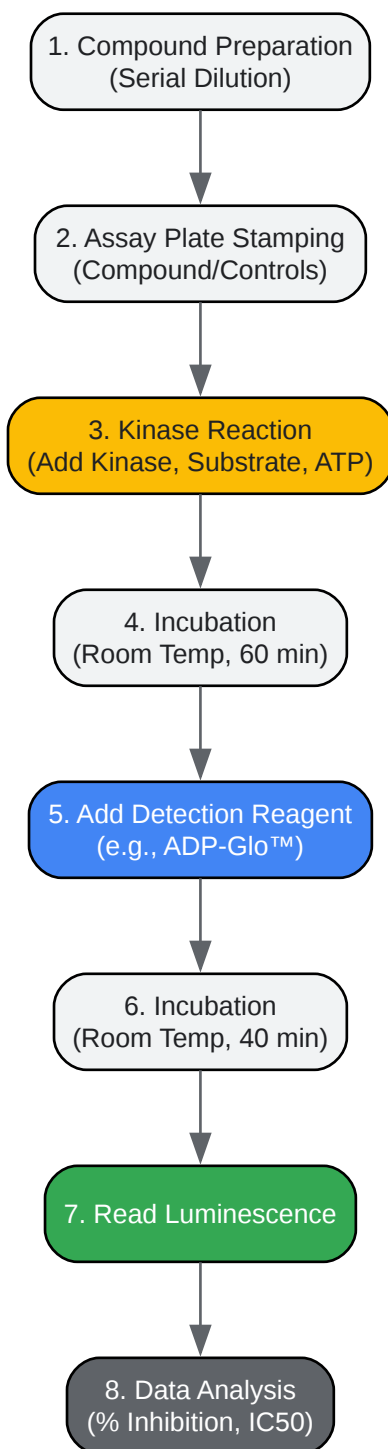 1. Compound Preparation
(Serial Dilution)
2. Assay Plate Stamping
(Compound/Controls)
3. Kinase Reaction
(Add Kinase, Substrate, ATP)
4. Incubation
(Room Temp, 60 min)
5. Add Detection Reagent
(e.g., ADP-Glo™)
6. Incubation
(Room Temp, 40 min)
7. Read Luminescence
8. Data Analysis
(% Inhibition, IC50)